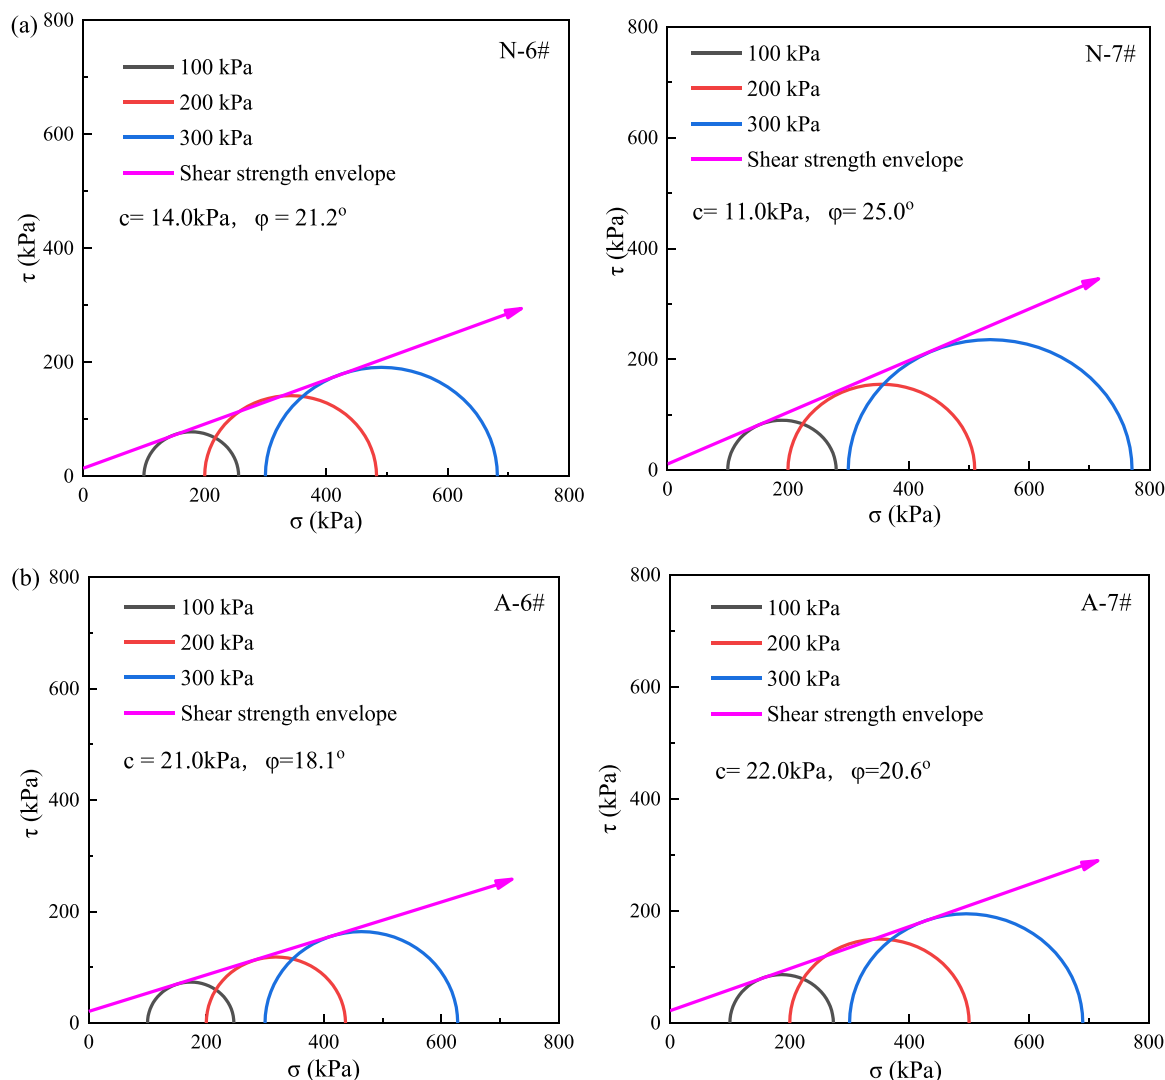 (a)
N-6#
100 kPa
200 kPa
300 kPa
Shear strength envelope
c= 14.0kPa, φ = 21.2°
800
600
400
200
0
τ (kPa)
0 200 400 600 800
σ (kPa)
N-7#
100 kPa
200 kPa
300 kPa
Shear strength envelope
c= 11.0kPa, φ= 25.0°
800
600
400
200
0
τ (kPa)
0 200 400 600 800
σ (kPa)
(b)
A-6#
100 kPa
200 kPa
300 kPa
Shear strength envelope
c = 21.0kPa, φ=18.1°
800
600
400
200
0
τ (kPa)
0 200 400 600 800
σ (kPa)
A-7#
100 kPa
200 kPa
300 kPa
Shear strength envelope
c= 22.0kPa, φ=20.6°
800
600
400
200
0
τ (kPa)
0 200 400 600 800
σ (kPa)